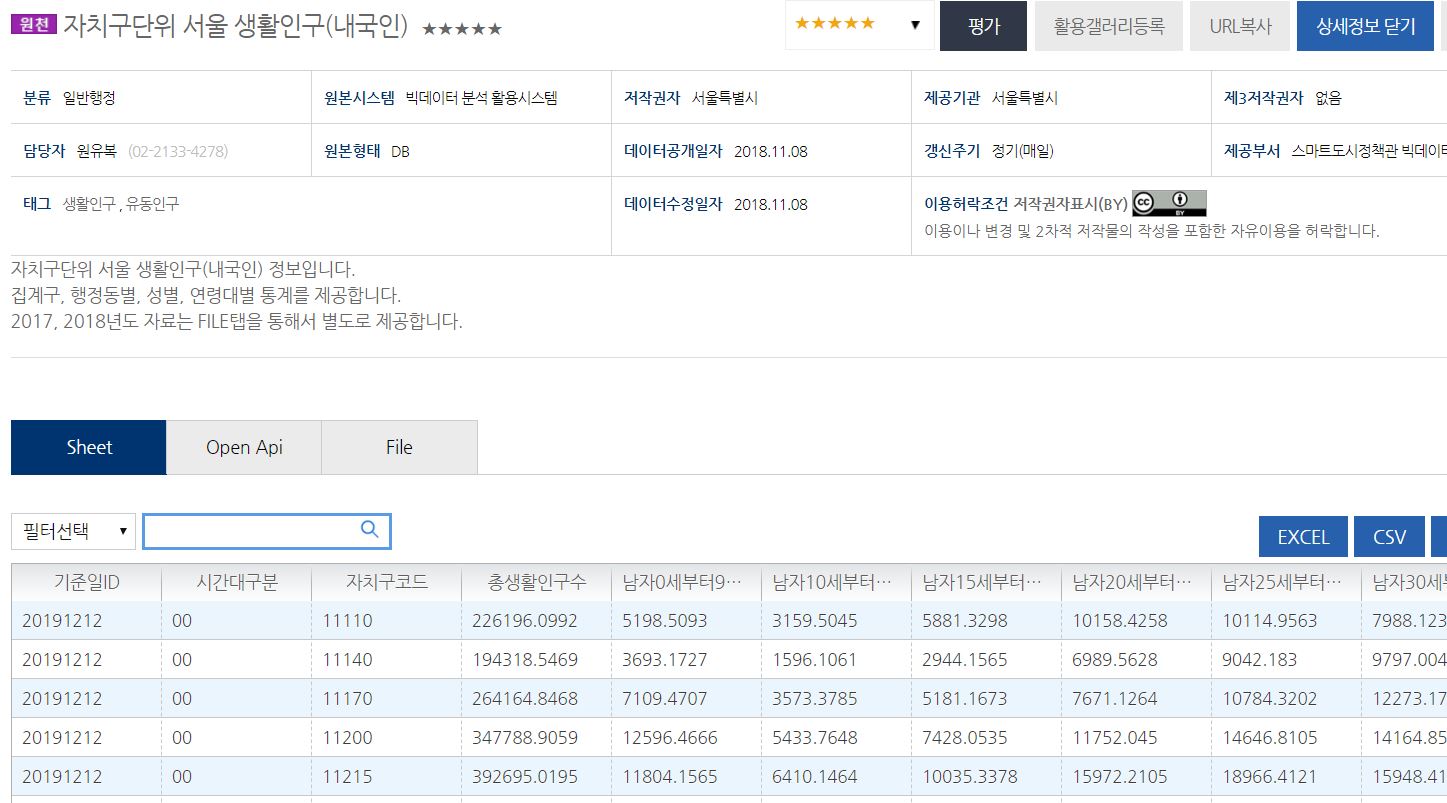 원천 자치구단위 서울 생활인구(내국인) ★★★★★ ★★★★★ ▼ 평가 활용갤러리등록 URL복사 상세정보 닫기
분류 일반행정 원본시스템 빅데이터 분석 활용시스템 저작권자 서울특별시 제공기관 서울특별시 제3저작권자 없음
담당자 원유복 (02-2133-4278) 원본형태 DB 데이터공개일자 2018.11.08 갱신주기 정기(매일) 제공부서 스마트도시정책관 빅데이터
태그 생활인구 , 유동인구 데이터수정일자 2018.11.08 이용허락조건 저작권자표시(BY) cc BY
이용이나 변경 및 2차적 저작물의 작성을 포함한 자유이용을 허락합니다.
자치구단위 서울 생활인구(내국인) 정보입니다.
집계구, 행정동별, 성별, 연령대별 통계를 제공합니다.
2017, 2018년도 자료는 FILE탭을 통해서 별도로 제공합니다.
Sheet Open Api File
필터선택 ▼ EXCEL CSV
기준일ID 시간대구분 자치구코드 총생활인구수 남자0세부터9… 남자10세부터… 남자15세부터… 남자20세부터… 남자25세부터… 남자30세부
20191212 00 11110 226196.0992 5198.5093 3159.5045 5881.3298 10158.4258 10114.9563 7988.123
20191212 00 11140 194318.5469 3693.1727 1596.1061 2944.1565 6989.5628 9042.183 9797.004
20191212 00 11170 264164.8468 7109.4707 3573.3785 5181.1673 7671.1264 10784.3202 12273.17
20191212 00 11200 347788.9059 12596.4666 5433.7648 7428.0535 11752.045 14646.8105 14164.85
20191212 00 11215 392695.0195 11804.1565 6410.1464 10035.3378 15972.2105 18966.4121 15948.41